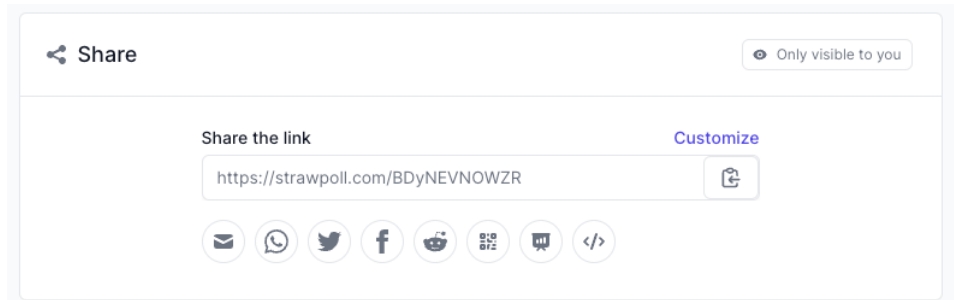 Share
Only visible to you
Share the link
Customize
https://strawpoll.com/BDyNEVNOWZR